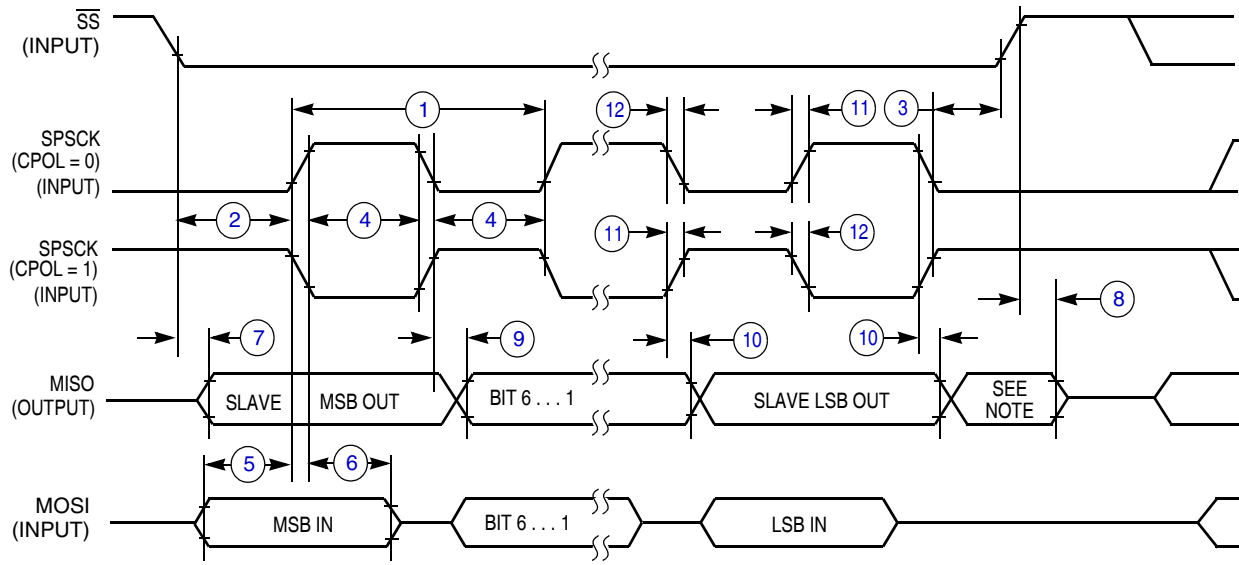 SS
(INPUT)
1
12
11
3
SPSCK
(CPOL = 0)
(INPUT)
2
4
4
SPSCK
(CPOL = 1)
(INPUT)
11
12
8
7
9
10
10
MISO
(OUTPUT)
SLAVE
MSB OUT
BIT 6 . . . 1
SLAVE LSB OUT
SEE
NOTE
5
6
MOSI
(INPUT)
MSB IN
BIT 6 . . . 1
LSB IN